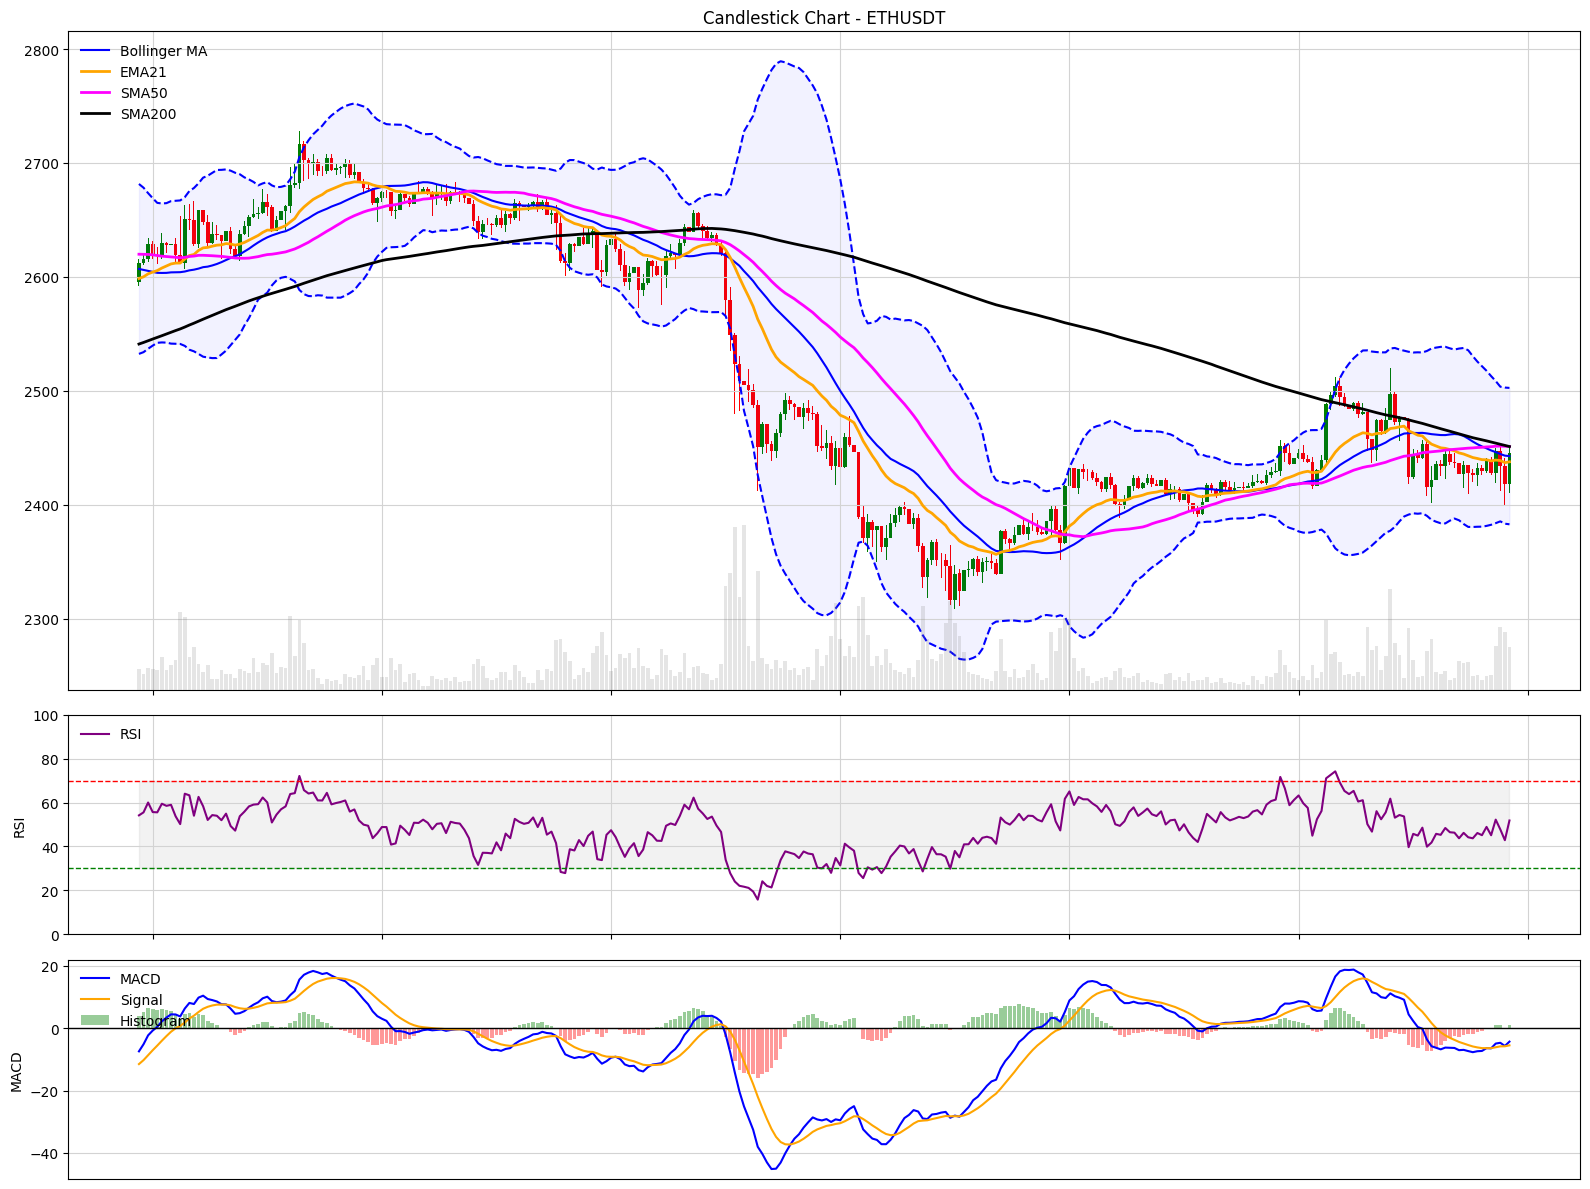 Candlestick Chart - ETHUSDT
2800
2700
2600
2500
2400
2300
Bollinger MA
EMA21
SMA50
SMA200
100
80
60
40
20
0
RSI
RSI
20
0
−20
−40
MACD
MACD
Signal
Histogram